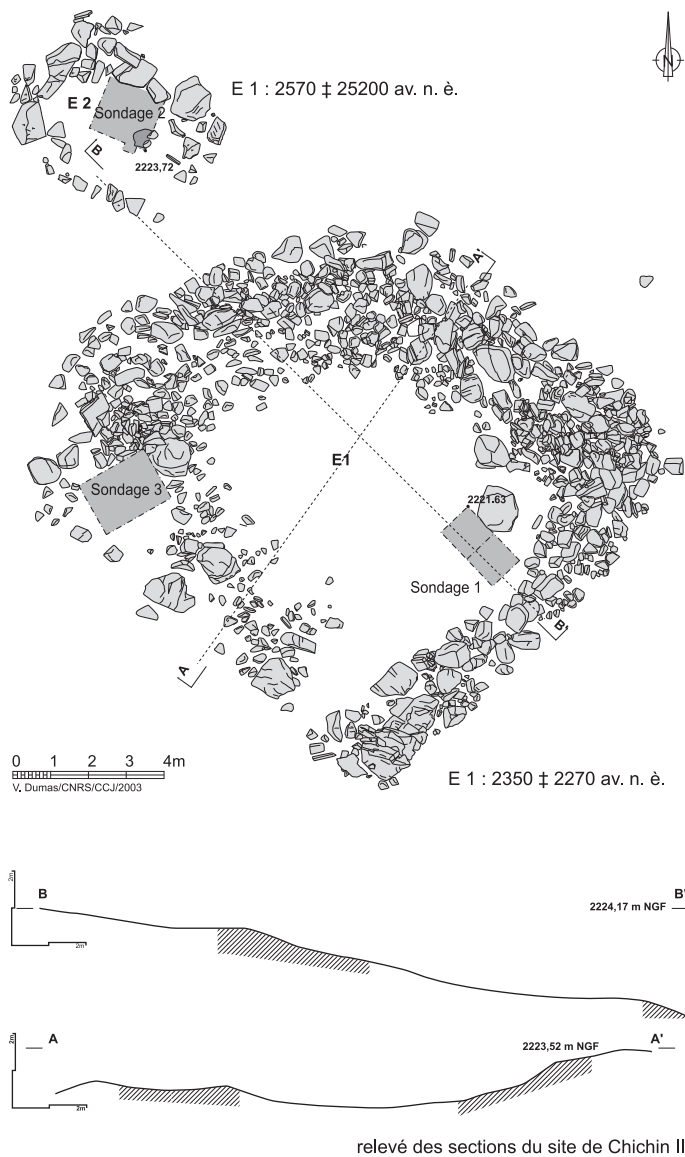 N
E 1 : 2570 ‡ 25200 av. n. è.
E 2
Sondage 2
B
2223,72
A'
E1
Sondage 3
2221.63
Sondage 1
B'
A
0 1 2 3 4m
V. Dumas/CNRS/CCJ/2003
E 1 : 2350 ‡ 2270 av. n. è.
2m
B
B'
2224,17 m NGF
2m
2m
A
A'
2223,52 m NGF
2m
relevé des sections du site de Chichin II